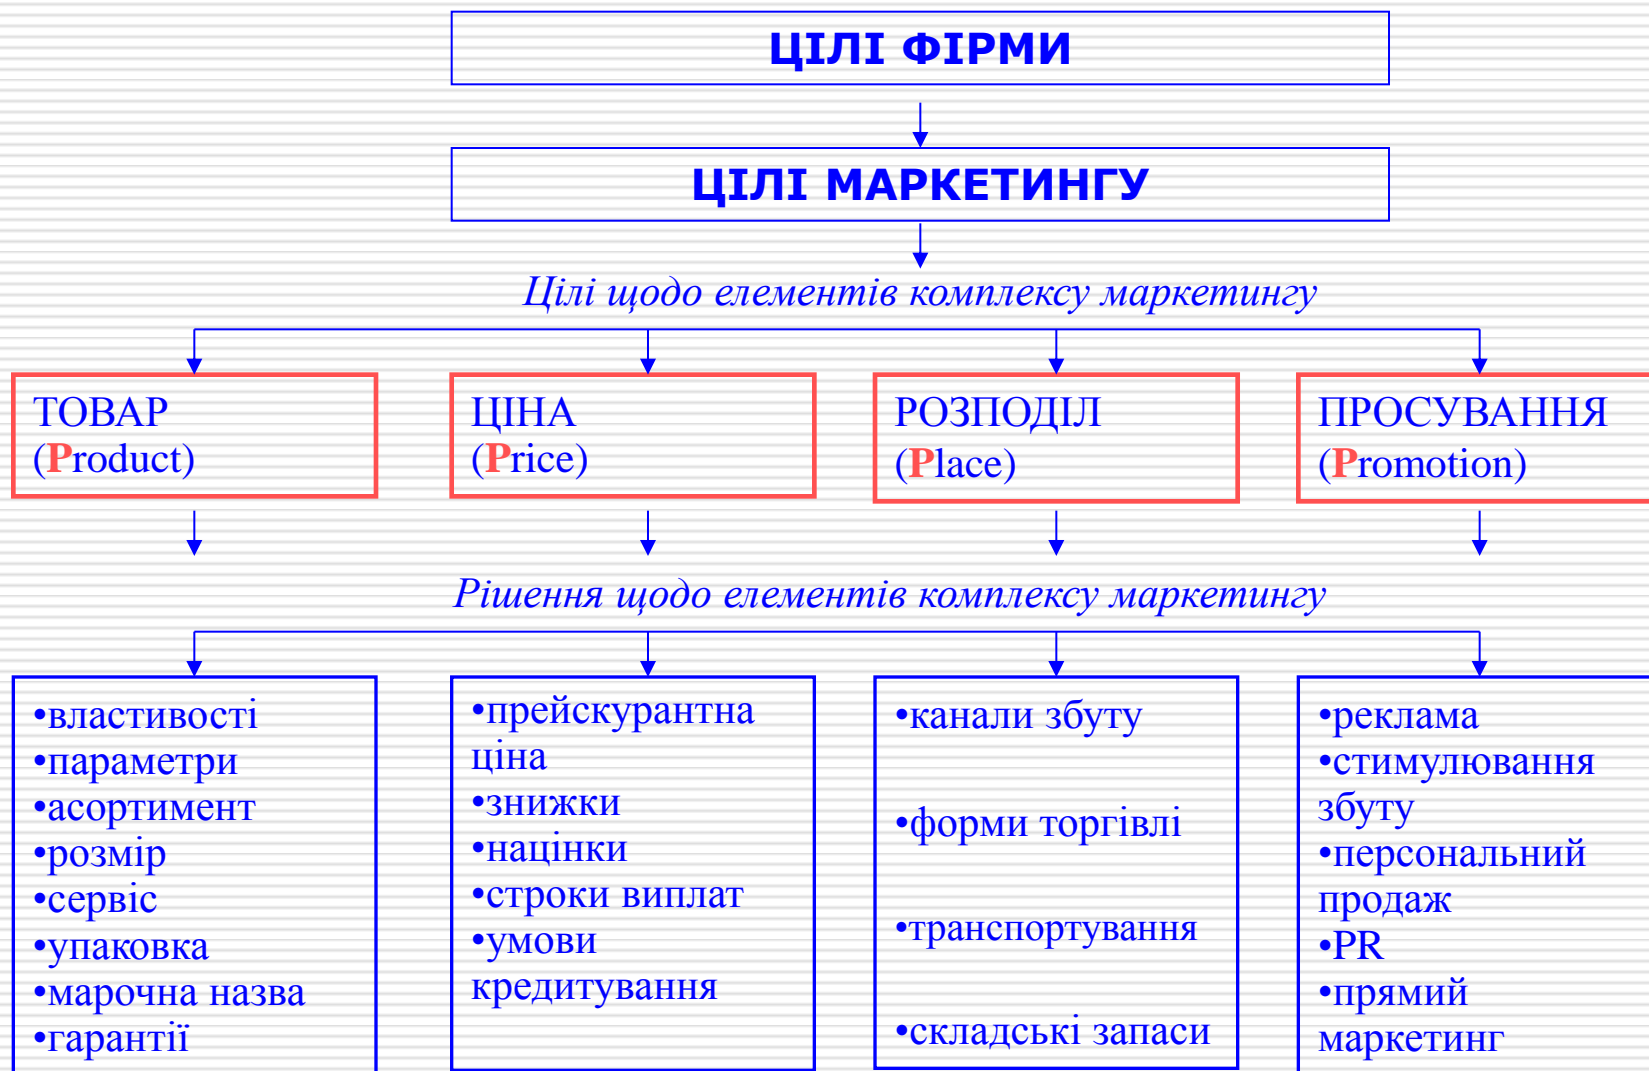 ЦІЛІ ФІРМИ
ЦІЛІ МАРКЕТИНГУ
Цілі щодо елементів комплексу маркетингу
ТОВАР
(Product)
ЦІНА
(Price)
РОЗПОДІЛ
(Place)
ПРОСУВАННЯ
(Promotion)
Рішення щодо елементів комплексу маркетингу
•властивості
•параметри
•асортимент
•розмір
•сервіс
•упаковка
•марочна назва
•гарантії
•прейскурантна
ціна
•знижки
•націнки
•строки виплат
•умови
кредитування
•канали збуту
•форми торгівлі
•транспортування
•складські запаси
•реклама
•стимулювання
збуту
•персональний
продаж
•PR
•прямий
маркетинг